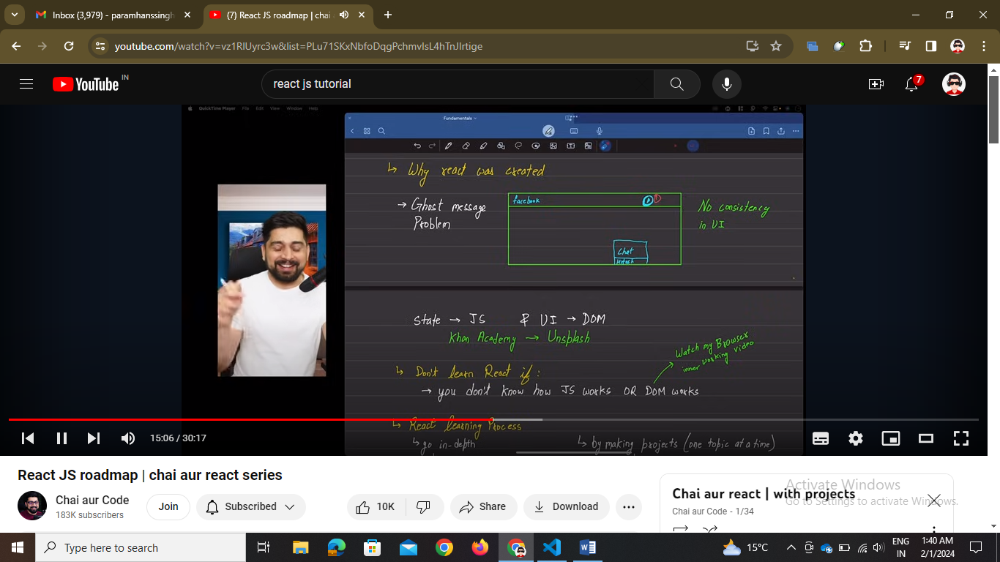 Inbox (3,979) - paramhanssingh
(7) React JS roadmap | chai
youtube.com/watch?v=vz1RlUyrc3w&list=PLu71SKxNbfoDqgPchmvIsL4hTnJIrtige
YouTube IN
react js tutorial
7
QuickTime Player File Edit View Window Help
Fundamentals
↳ Why react was created
→ Ghost message
Problem
facebook
Chat
Hitesh
No consistency
in UI
state → JS & UI → DOM
Khan Academy → Unsplash
Watch my Browser
inner working video
↳ Don't learn React if :
→ you don't know how JS works OR DOM works
↳ React learning Process
↳ go in-depth
↳ by making projects (one topic at a time)
15:06 / 30:17
React JS roadmap | chai aur react series
Chai aur Code
183K subscribers
Join
Subscribed
10K
Share
Download
Chai aur react | with projects
Chai aur Code - 1/34
Activate Windows
Go to Settings to activate Windows.
Type here to search
15°C
ENG
IN
1:40 AM
2/1/2024